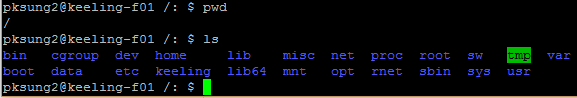 pksung2@keeling-f01 /: $ pwd
/
pksung2@keeling-f01 /: $ ls
bin cgroup dev home lib misc net proc root sw tmp var
boot data etc keeling lib64 mnt opt rnet sbin sys usr
pksung2@keeling-f01 /: $